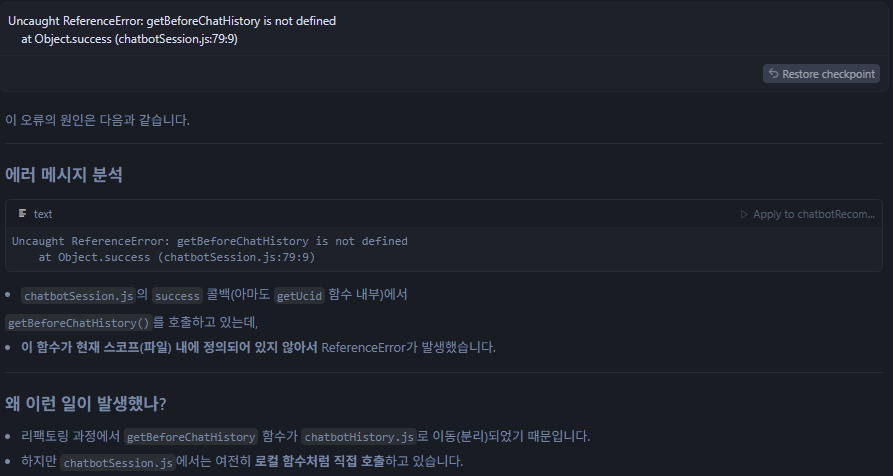 Uncaught ReferenceError: getBeforeChatHistory is not defined
at Object.success (chatbotSession.js:79:9)
Restore checkpoint
이 오류의 원인은 다음과 같습니다.
에러 메시지 분석
text
Apply to chatbotRecom...
Uncaught ReferenceError: getBeforeChatHistory is not defined
at Object.success (chatbotSession.js:79:9)
chatbotSession.js의 success 콜백(아마도 getUcid 함수 내부)에서
getBeforeChatHistory()를 호출하고 있는데,
이 함수가 현재 스코프(파일) 내에 정의되어 있지 않아서 ReferenceError가 발생했습니다.
왜 이런 일이 발생했나?
리팩토링 과정에서 getBeforeChatHistory 함수가 chatbotHistory.js로 이동(분리)되었기 때문입니다.
하지만 chatbotSession.js에서는 여전히 로컬 함수처럼 직접 호출하고 있습니다.